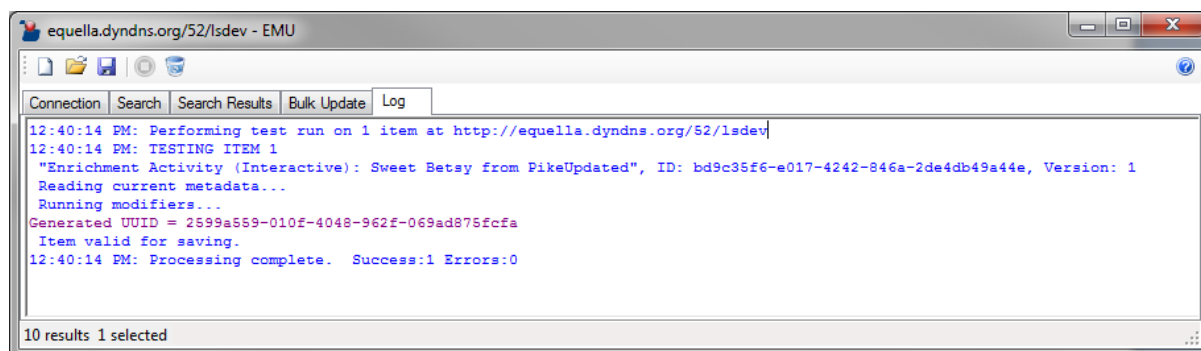 equella.dyndns.org/52/lsdev - EMU
Connection Search Search Results Bulk Update Log
12:40:14 PM: Performing test run on 1 item at http://equella.dyndns.org/52/lsdev
12:40:14 PM: TESTING ITEM 1
"Enrichment Activity (Interactive): Sweet Betsy from PikeUpdated", ID: bd9c35f6-e017-4242-846a-2de4db49a44e, Version: 1
Reading current metadata...
Running modifiers...
Generated UUID = 2599a559-010f-4048-962f-069ad875fcfa
Item valid for saving.
12:40:14 PM: Processing complete.  Success:1 Errors:0
10 results 1 selected